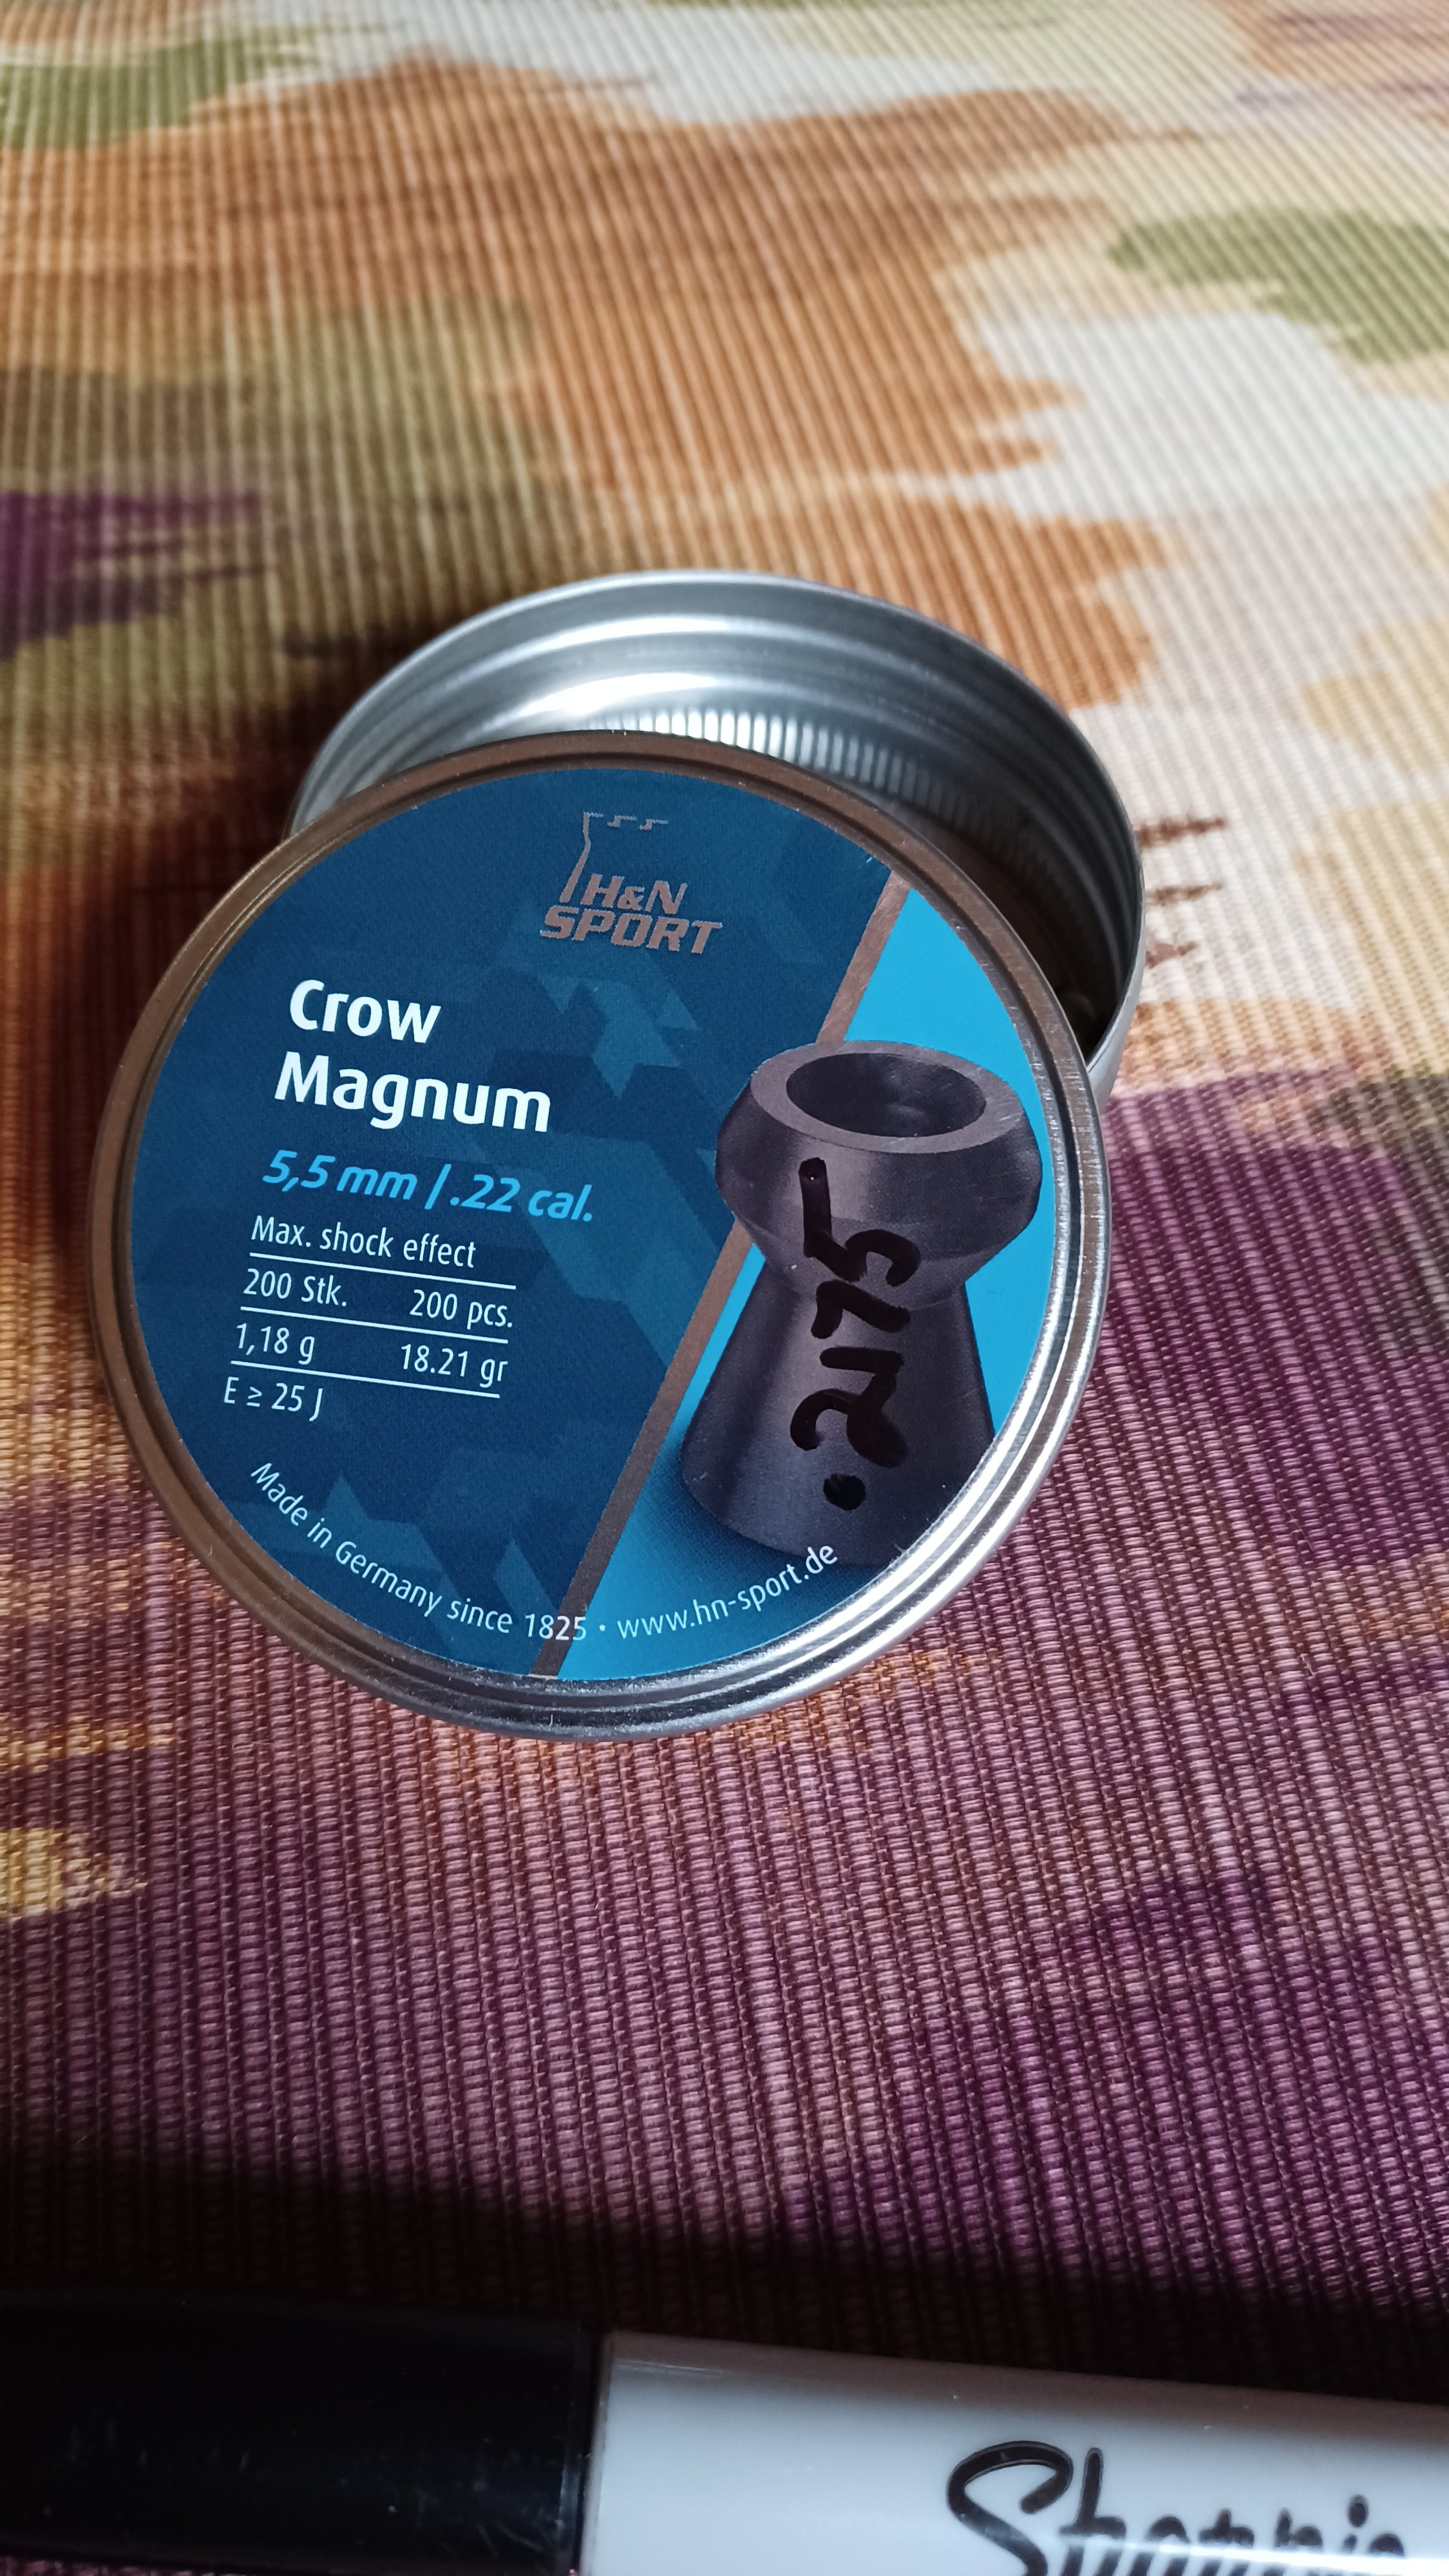 H&N
SPORT
Crow
Magnum
5,5 mm / .22 cal.
Max. shock effect
200 Stk. 200 pcs.
1,18 g 18.21 gr
E ≥ 25 J
Made in Germany since 1825 · www.hn-sport.de
.2175
Sharpie